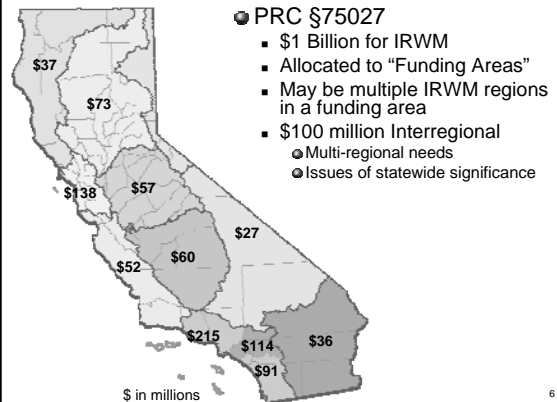 PRC §75027
$1 Billion for IRWM
Allocated to “Funding Areas”
May be multiple IRWM regions
in a funding area
$100 million Interregional
Multi-regional needs
Issues of statewide significance
$37
$73
$138
$57
$27
$52
$60
$215
$114
$36
$91
$ in millions
6